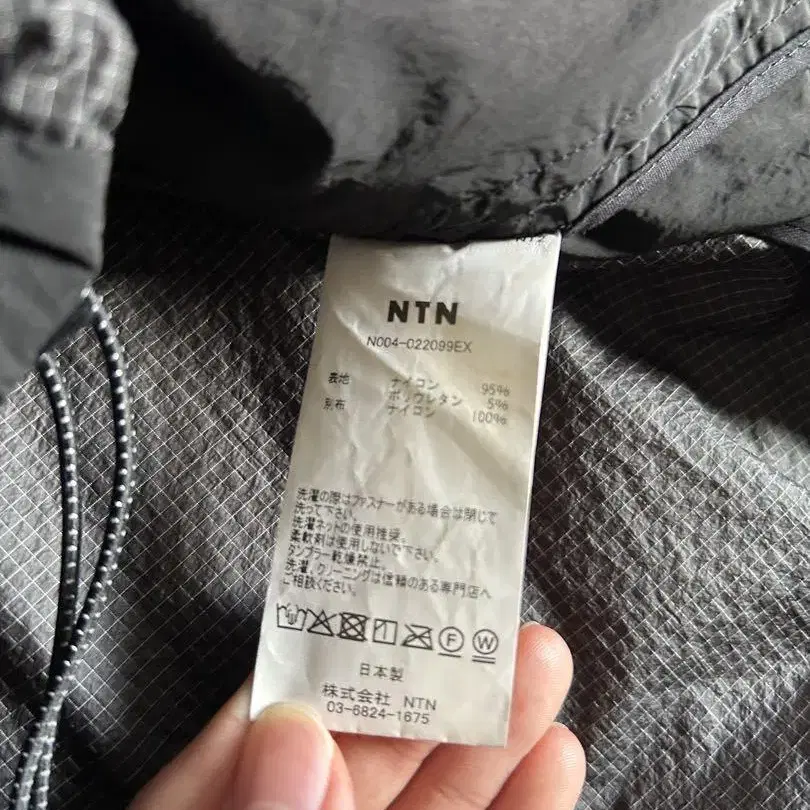 NTN
N004-022099EX
表地 ナイロン 95%
ポリウレタン 5%
別布 ナイロン 100%
洗濯の際はファスナーがある場合は閉じて
洗って下さい。
洗濯ネットの使用推奨。
柔軟剤は使用しないで下さい。
タンブラー乾燥禁止。
洗濯、クリーニングは信頼のある専門店へ
ご相談ください。
F W
日本製
株式会社 NTN
03-6824-1675